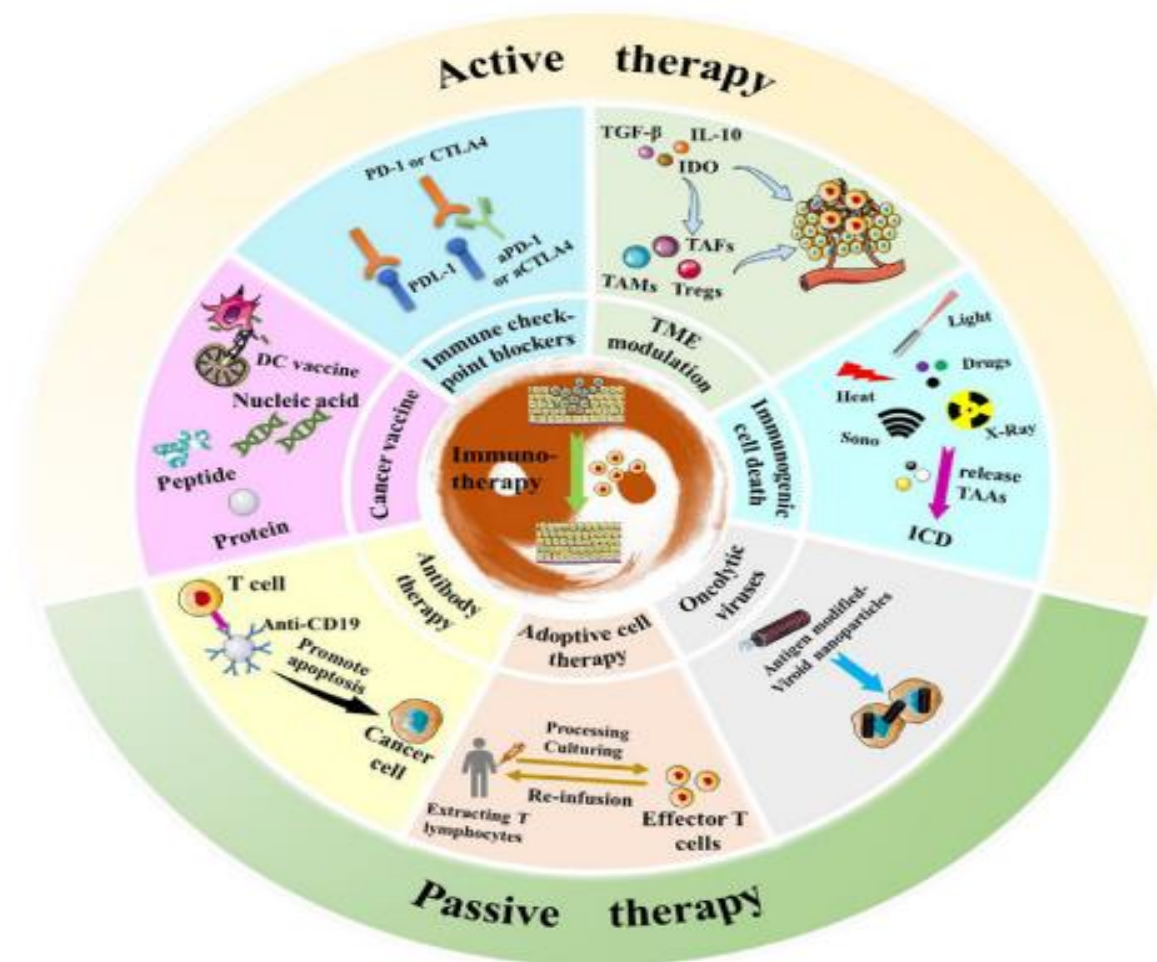 Active therapy
PD-1 or CTLA4
PDL-1
aPD-1
or aCTLA4
Immune check-
point blockers
TGF-β
IL-10
IDO
TAFs
TAMs
Tregs
TME
modulation
Light
Drugs
Heat
X-Ray
Sono
release
TAAs
ICD
Immunogenic
cell death
DC vaccine
Nucleic acid
Peptide
Protein
Cancer vaccine
Immuno-
therapy
T cell
Anti-CD19
Promote
apoptosis
Cancer
cell
Antibody
therapy
Adoptive cell
therapy
Processing
Culturing
Re-infusion
Extracting T
lymphocytes
Effector T
cells
Oncolytic
viruses
Antigen modified-
Viroid nanoparticles
Passive therapy